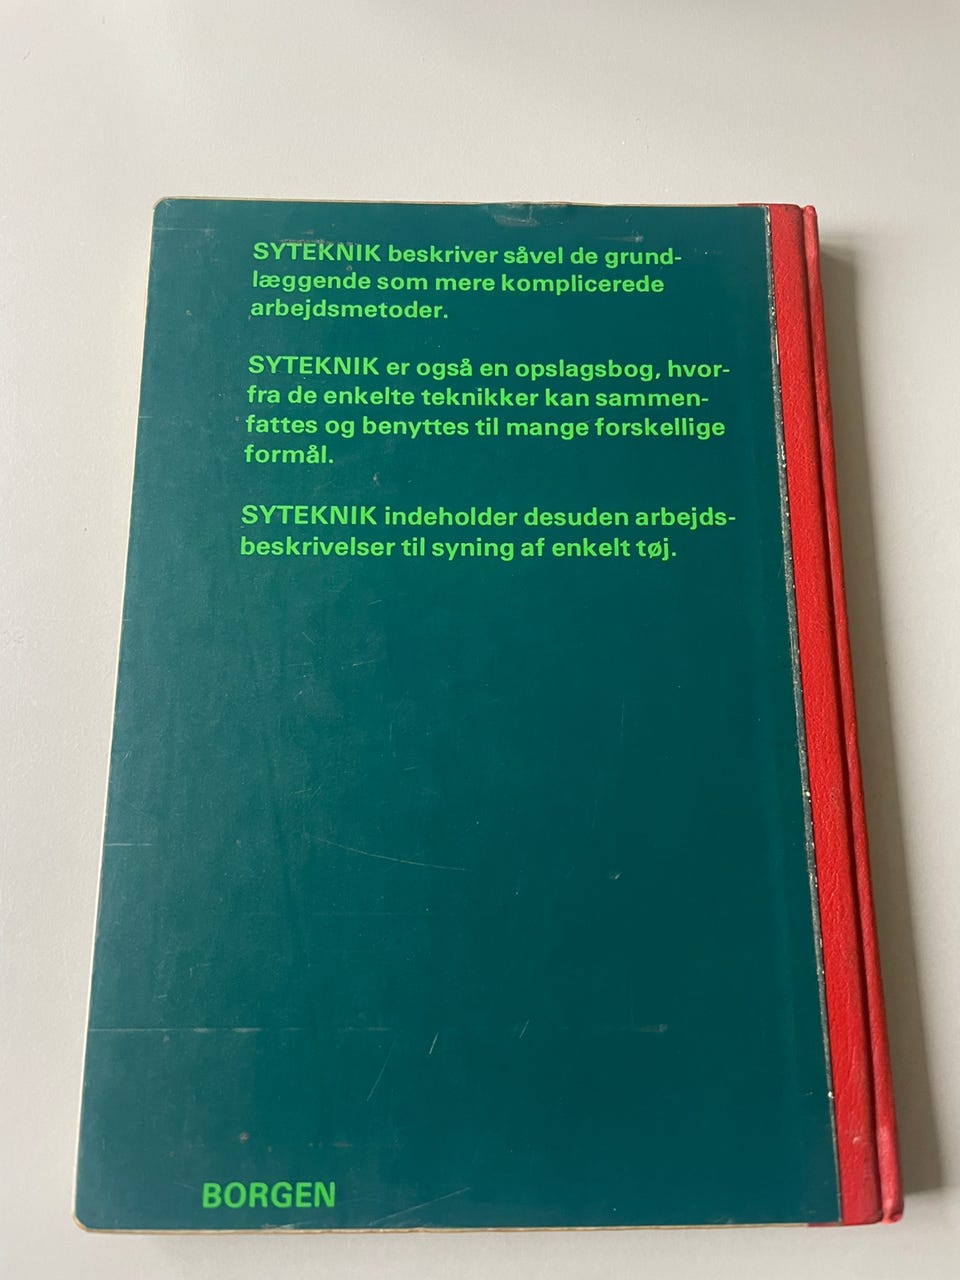 SYTEKNIK beskriver såvel de grund-
læggende som mere komplicerede
arbejdsmetoder.
SYTEKNIK er også en opslagsbog, hvor-
fra de enkelte teknikker kan sammen-
fattes og benyttes til mange forskellige
formål.
SYTEKNIK indeholder desuden arbejds-
beskrivelser til syning af enkelt tøj.
BORGEN